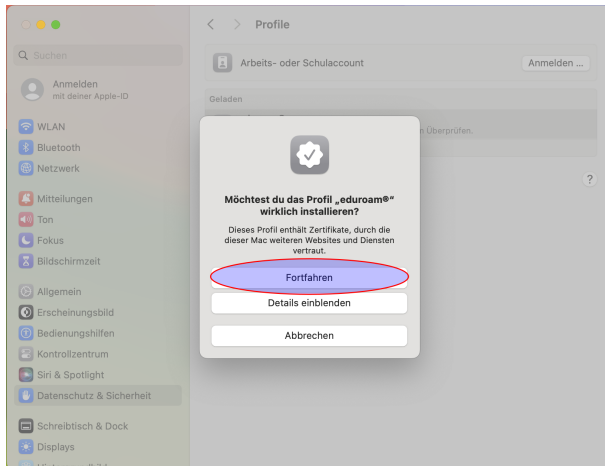 Profile
Suchen
Anmelden
mit deiner Apple-ID
WLAN
Bluetooth
Netzwerk
Mitteilungen
Ton
Fokus
Bildschirmzeit
Allgemein
Erscheinungsbild
Bedienungshilfen
Kontrollzentrum
Siri & Spotlight
Datenschutz & Sicherheit
Schreibtisch & Dock
Displays
Arbeits- oder Schulaccount
Anmelden ...
Geladen
n Überprüfen.
?
Möchtest du das Profil „eduroam®“
wirklich installieren?
Dieses Profil enthält Zertifikate, durch die
dieser Mac weiteren Websites und Diensten
vertraut.
Fortfahren
Details einblenden
Abbrechen